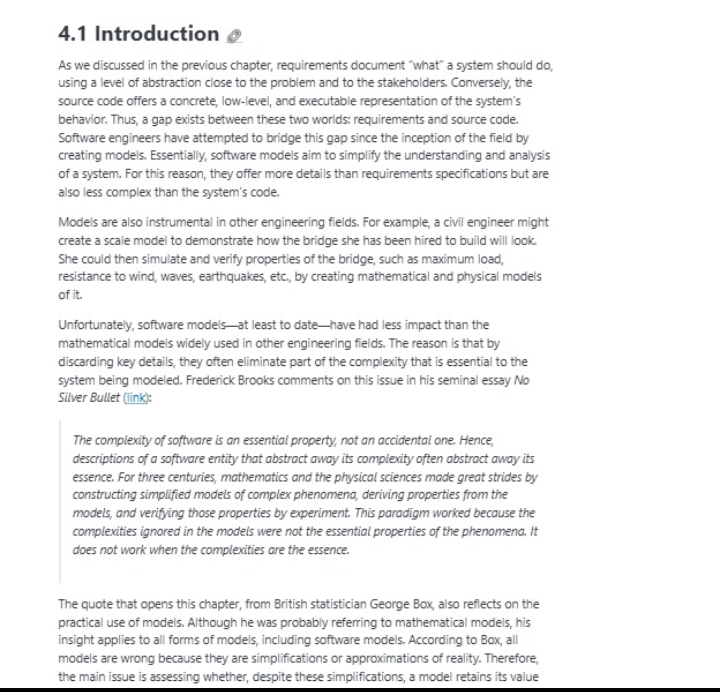 4.1 Introduction
As we discussed in the previous chapter, requirements document "what" a system should do,
using a level of abstraction close to the problem and to the stakeholders. Conversely, the
source code offers a concrete, low-level, and executable representation of the system's
behavior. Thus, a gap exists between these two worlds: requirements and source code.
Software engineers have attempted to bridge this gap since the inception of the field by
creating models. Essentially, software models aim to simplify the understanding and analysis
of a system. For this reason, they offer more details than requirements specifications but are
also less complex than the system's code.
Models are also instrumental in other engineering fields. For example, a civil engineer might
create a scale model to demonstrate how the bridge she has been hired to build will look.
She could then simulate and verify properties of the bridge, such as maximum load,
resistance to wind, waves, earthquakes, etc., by creating mathematical and physical models
of it.
Unfortunately, software models—at least to date—have had less impact than the
mathematical models widely used in other engineering fields. The reason is that by
discarding key details, they often eliminate part of the complexity that is essential to the
system being modeled. Frederick Brooks comments on this issue in his seminal essay No
Silver Bullet (link):
The complexity of software is an essential property, not an accidental one. Hence,
descriptions of a software entity that abstract away its complexity often abstract away its
essence. For three centuries, mathematics and the physical sciences made great strides by
constructing simplified models of complex phenomena, deriving properties from the
models, and verifying those properties by experiment. This paradigm worked because the
complexities ignored in the models were not the essential properties of the phenomena. It
does not work when the complexities are the essence.
The quote that opens this chapter, from British statistician George Box, also reflects on the
practical use of models. Although he was probably referring to mathematical models, his
insight applies to all forms of models, including software models. According to Box, all
models are wrong because they are simplifications or approximations of reality. Therefore,
the main issue is assessing whether, despite these simplifications, a model retains its value